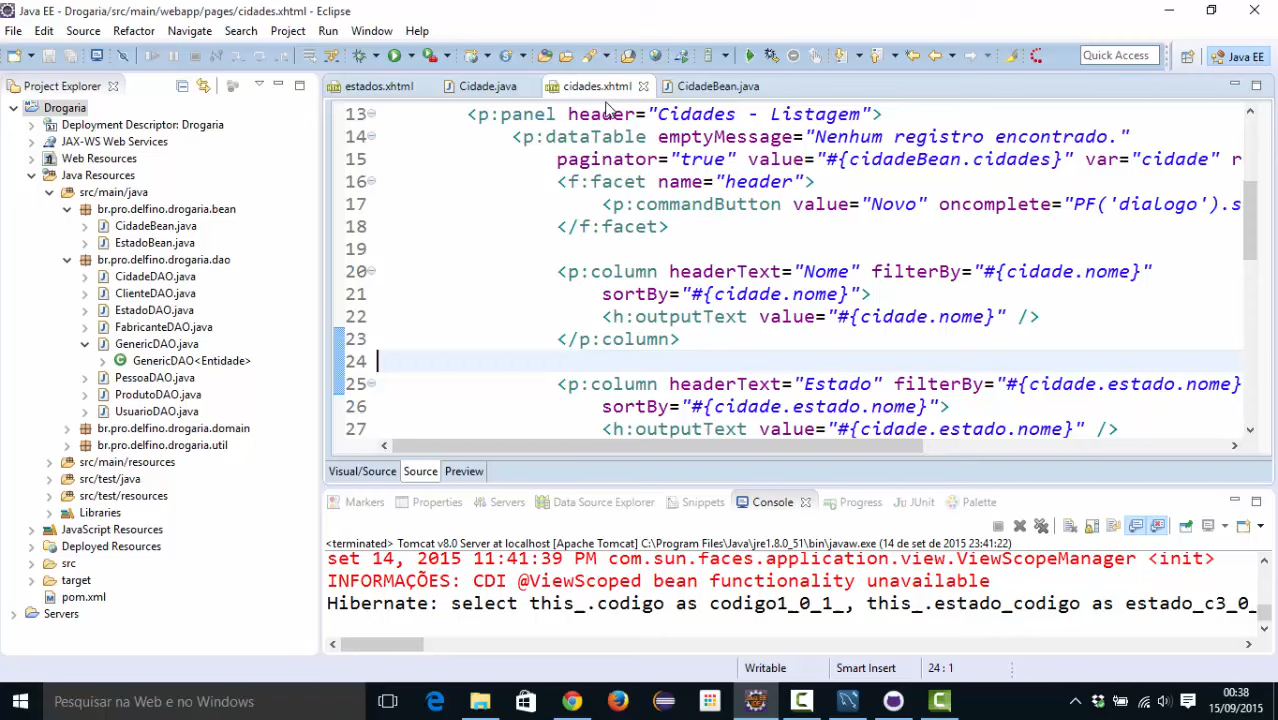 Java EE - Drogaria/src/main/webapp/pages/cidades.xhtml - Eclipse
File Edit Source Refactor Navigate Search Project Run Window Help
Quick Access
Java EE
Project Explorer
Drogaria
Deployment Descriptor: Drogaria
JAX-WS Web Services
Web Resources
Java Resources
src/main/java
br.pro.delfino.drogaria.bean
CidadeBean.java
EstadoBean.java
br.pro.delfino.drogaria.dao
CidadeDAO.java
ClienteDAO.java
EstadoDAO.java
FabricanteDAO.java
GenericDAO.java
GenericDAO<Entidade>
PessoaDAO.java
ProdutoDAO.java
UsuarioDAO.java
br.pro.delfino.drogaria.domain
br.pro.delfino.drogaria.util
src/main/resources
src/test/java
src/test/resources
Libraries
JavaScript Resources
Deployed Resources
src
target
pom.xml
Servers
estados.xhtml Cidade.java cidades.xhtml CidadeBean.java
13 <p:panel header="Cidades - Listagem">
14 <p:dataTable emptyMessage="Nenhum registro encontrado."
15 paginator="true" value="#{cidadeBean.cidades}" var="cidade" r
16 <f:facet name="header">
17 <p:commandButton value="Novo" oncomplete="PF('dialogo').s
18 </f:facet>
19
20 <p:column headerText="Nome" filterBy="#{cidade.nome}"
21 sortBy="#{cidade.nome}">
22 <h:outputText value="#{cidade.nome}" />
23 </p:column>
24
25 <p:column headerText="Estado" filterBy="#{cidade.estado.nome}
26 sortBy="#{cidade.estado.nome}">
27 <h:outputText value="#{cidade.estado.nome}" />
Visual/Source Source Preview
Markers Properties Servers Data Source Explorer Snippets Console Progress JUnit Palette
<terminated> Tomcat v8.0 Server at localhost [Apache Tomcat] C:\Program Files\Java\jre1.8.0_51\bin\javaw.exe (14 de set de 2015 23:41:22)
set 14, 2015 11:41:39 PM com.sun.faces.application.view.ViewScopeManager <init>
INFORMAÇÕES: CDI @ViewScoped bean functionality unavailable
Hibernate: select this_.codigo as codigo1_0_1_, this_.estado_codigo as estado_c3_0_
Writable Smart Insert 24 : 1
Pesquisar na Web e no Windows
00:38
15/09/2015